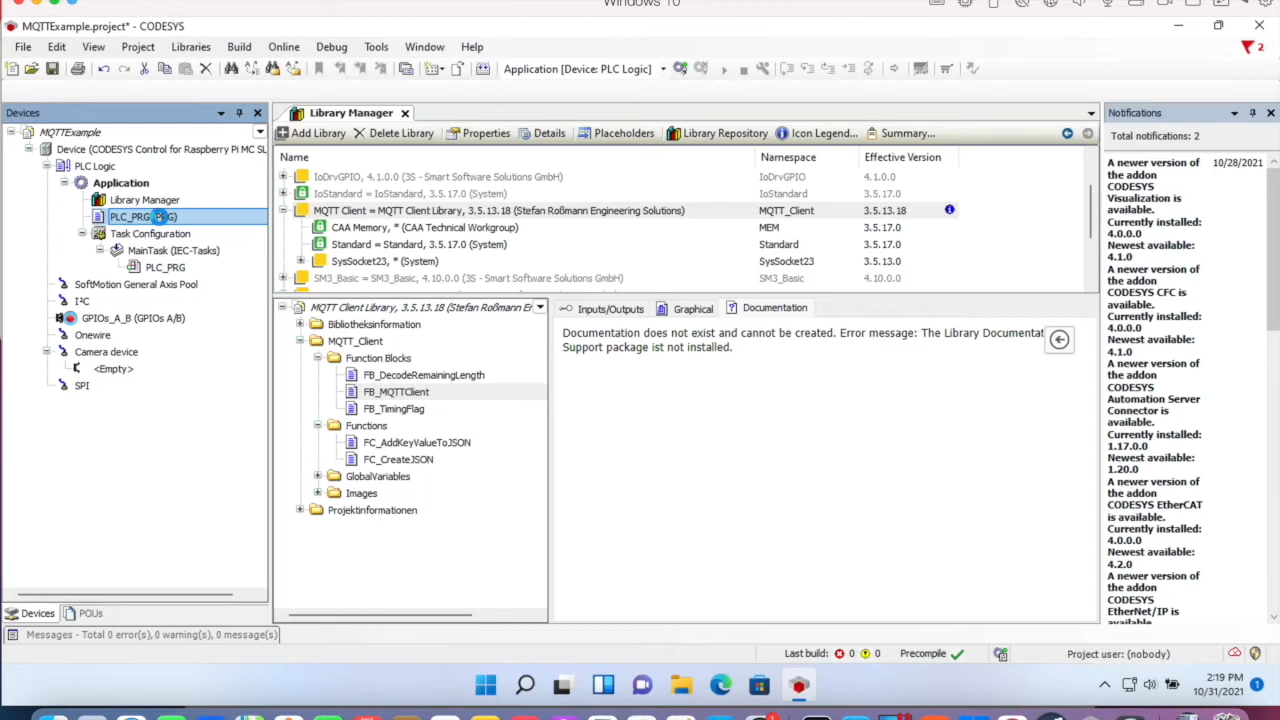 Windows 10
MQTTExample.project* - CODESYS
File Edit View Project Libraries Build Online Debug Tools Window Help
2
Application [Device: PLC Logic]
Devices
MQTTExample
Device (CODESYS Control for Raspberry Pi MC SL
PLC Logic
Application
Library Manager
PLC_PRG (PRG)
Task Configuration
MainTask (IEC-Tasks)
PLC_PRG
SoftMotion General Axis Pool
I²C
GPIOs_A_B (GPIOs A/B)
Onewire
Camera device
<Empty>
SPI
Devices POUs
Library Manager
Add Library Delete Library Properties Details Placeholders Library Repository Icon Legend... Summary...
Name Namespace Effective Version
IoDrvGPIO, 4.1.0.0 (3S - Smart Software Solutions GmbH) IoDrvGPIO 4.1.0.0
IoStandard = IoStandard, 3.5.17.0 (System) IoStandard 3.5.17.0
MQTT Client = MQTT Client Library, 3.5.13.18 (Stefan Roßmann Engineering Solutions) MQTT_Client 3.5.13.18
CAA Memory, * (CAA Technical Workgroup) MEM 3.5.17.0
Standard = Standard, 3.5.17.0 (System) Standard 3.5.17.0
SysSocket23, * (System) SysSocket23 3.5.13.0
SM3_Basic = SM3_Basic, 4.10.0.0 (3S - Smart Software Solutions GmbH) SM3_Basic 4.10.0.0
MQTT Client Library, 3.5.13.18 (Stefan Roßmann Er
Bibliotheksinformation
MQTT_Client
Function Blocks
FB_DecodeRemainingLength
FB_MQTTClient
FB_TimingFlag
Functions
FC_AddKeyValueToJSON
FC_CreateJSON
GlobalVariables
Images
Projektinformationen
Inputs/Outputs Graphical Documentation
Documentation does not exist and cannot be created. Error message: The Library Documentat
Support package ist not installed.
Notifications
Total notifications: 2
A newer version of 10/28/2021
the addon
CODESYS
Visualization is
available.
Currently installed:
4.0.0.0
Newest available:
4.1.0
A newer version of
the addon
CODESYS CFC is
available.
Currently installed:
4.0.0.0
Newest available:
4.1.0
A newer version of
the addon
CODESYS
Automation Server
Connector is
available.
Currently installed:
1.17.0.0
Newest available:
1.20.0
A newer version of
the addon
CODESYS EtherCAT
is available.
Currently installed:
4.0.0.0
Newest available:
4.2.0
A newer version of
the addon
CODESYS
EtherNet/IP is
available.
Messages - Total 0 error(s), 0 warning(s), 0 message(s)
Last build: 0 0 Precompile Project user: (nobody)
2:19 PM
10/31/2021
1